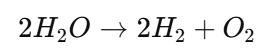 2H₂O → 2H₂ + O₂